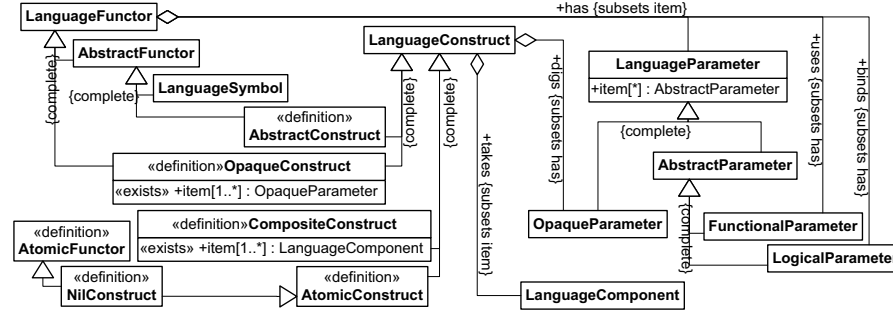 LanguageFunctor
+has {subsets item}
AbstractFunctor
LanguageConstruct
LanguageParameter
+item[*] : AbstractParameter
{complete}
{complete}
LanguageSymbol
{complete}
{complete}
+digs {subsets has}
+uses {subsets has}
+binds {subsets has}
«definition»
AbstractConstruct
{complete}
«definition»OpaqueConstruct
«exists» +item[1..*] : OpaqueParameter
+takes {subsets item}
AbstractParameter
«definition»CompositeConstruct
«exists» +item[1..*] : LanguageComponent
OpaqueParameter
{complete}
FunctionalParameter
«definition»
AtomicFunctor
LogicalParameter
«definition»
NilConstruct
«definition»
AtomicConstruct
LanguageComponent